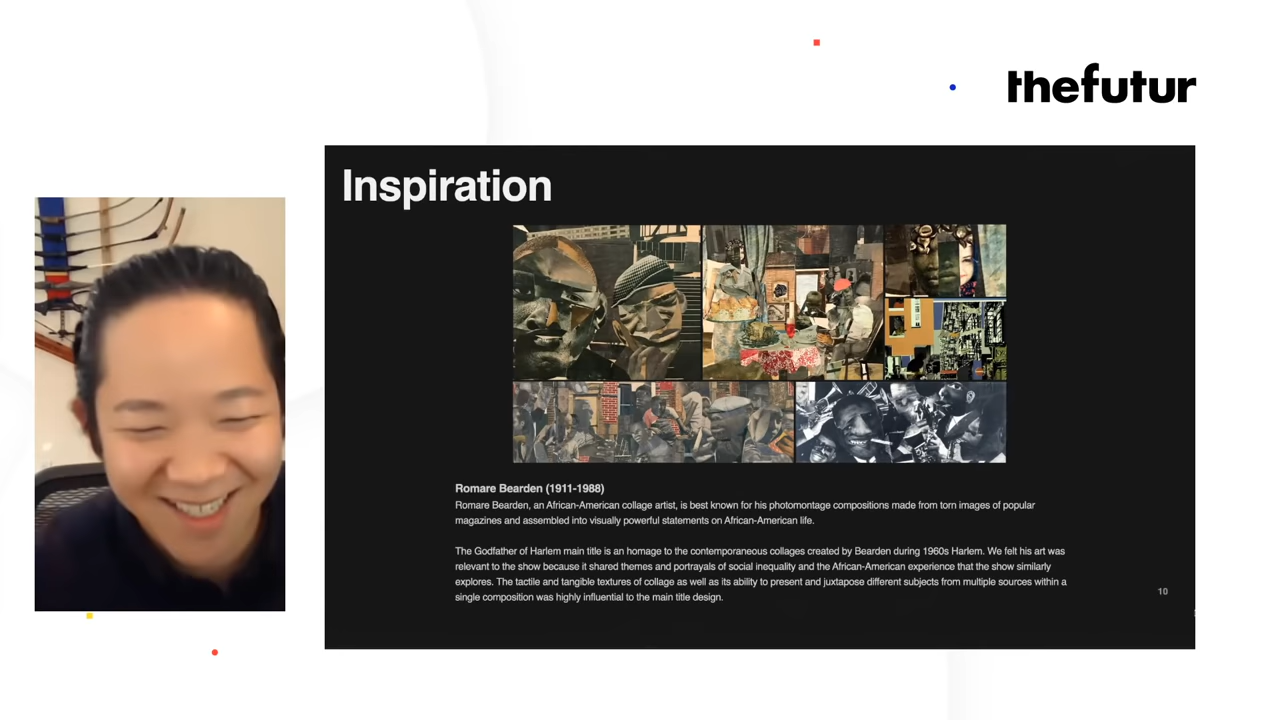 thefutur
Inspiration
Romare Bearden (1911-1988)
Romare Bearden, an African-American collage artist, is best known for his photomontage compositions made from torn images of popular
magazines and assembled into visually powerful statements on African-American life.
The Godfather of Harlem main title is an homage to the contemporaneous collages created by Bearden during 1960s Harlem. We felt his art was
relevant to the show because it shared themes and portrayals of social inequality and the African-American experience that the show similarly
explores. The tactile and tangible textures of collage as well as its ability to present and juxtapose different subjects from multiple sources within a
single composition was highly influential to the main title design.
10